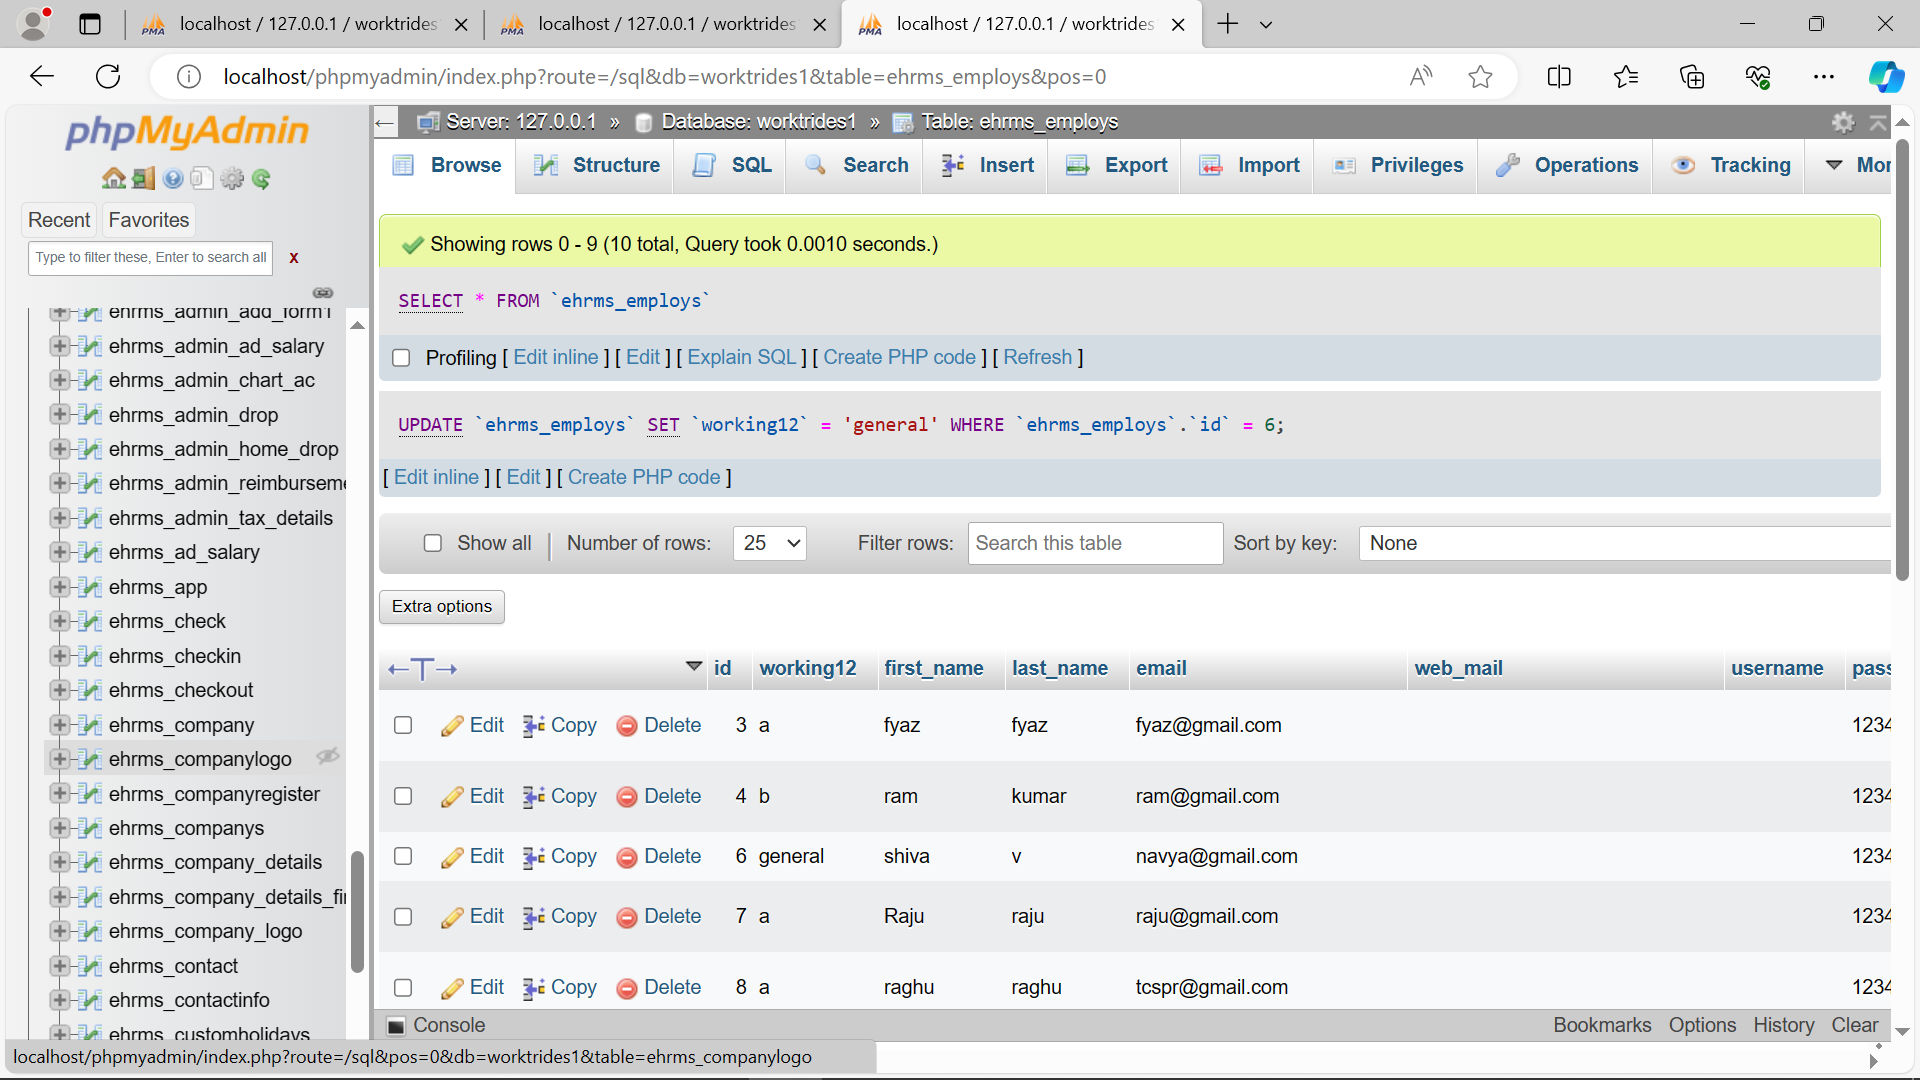 localhost / 127.0.0.1 / worktrides
localhost / 127.0.0.1 / worktrides
localhost / 127.0.0.1 / worktrides
localhost/phpmyadmin/index.php?route=/sql&db=worktrides1&table=ehrms_employs&pos=0
phpMyAdmin
Recent Favorites
Type to filter these, Enter to search all X
ehrms_admin_add_form1
ehrms_admin_ad_salary
ehrms_admin_chart_ac
ehrms_admin_drop
ehrms_admin_home_drop
ehrms_admin_reimburseme
ehrms_admin_tax_details
ehrms_ad_salary
ehrms_app
ehrms_check
ehrms_checkin
ehrms_checkout
ehrms_company
ehrms_companylogo
ehrms_companyregister
ehrms_companys
ehrms_company_details
ehrms_company_details_fi
ehrms_company_logo
ehrms_contact
ehrms_contactinfo
ehrms_customholidays
Server: 127.0.0.1 » Database: worktrides1 » Table: ehrms_employs
Browse Structure SQL Search Insert Export Import Privileges Operations Tracking Mor
Showing rows 0 - 9 (10 total, Query took 0.0010 seconds.)
SELECT * FROM `ehrms_employs`
Profiling [ Edit inline ] [ Edit ] [ Explain SQL ] [ Create PHP code ] [ Refresh ]
UPDATE `ehrms_employs` SET `working12` = 'general' WHERE `ehrms_employs`.`id` = 6;
[ Edit inline ] [ Edit ] [ Create PHP code ]
Show all | Number of rows: 25 Filter rows: Search this table Sort by key: None
Extra options
←T→ id working12 first_name last_name email web_mail username pass
Edit Copy Delete 3 a fyaz fyaz fyaz@gmail.com 1234
Edit Copy Delete 4 b ram kumar ram@gmail.com 1234
Edit Copy Delete 6 general shiva v navya@gmail.com 1234
Edit Copy Delete 7 a Raju raju raju@gmail.com 1234
Edit Copy Delete 8 a raghu raghu tcspr@gmail.com 1234
Console Bookmarks Options History Clear
localhost/phpmyadmin/index.php?route=/sql&pos=0&db=worktrides1&table=ehrms_companylogo